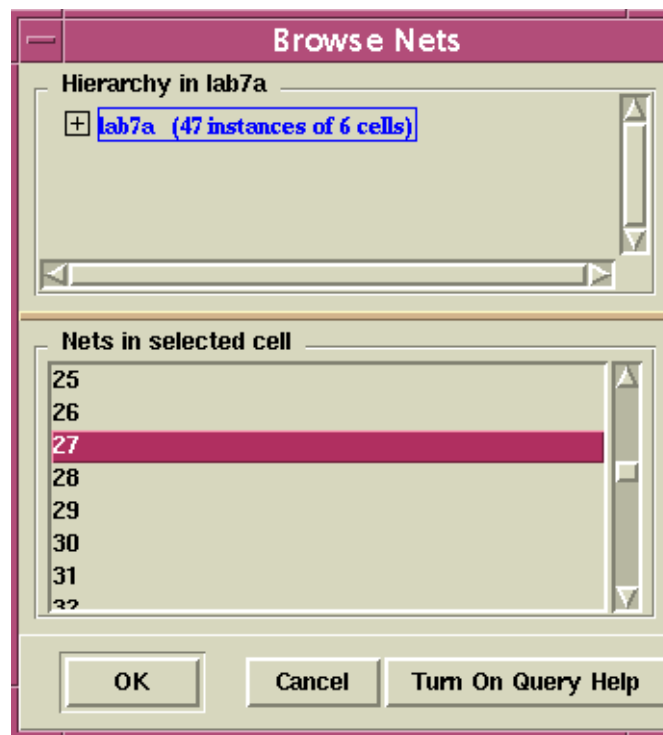 Browse Nets
Hierarchy in lab7a
lab7a (47 instances of 6 cells)
Nets in selected cell
25
26
27
28
29
30
31
32
OK Cancel Turn On Query Help